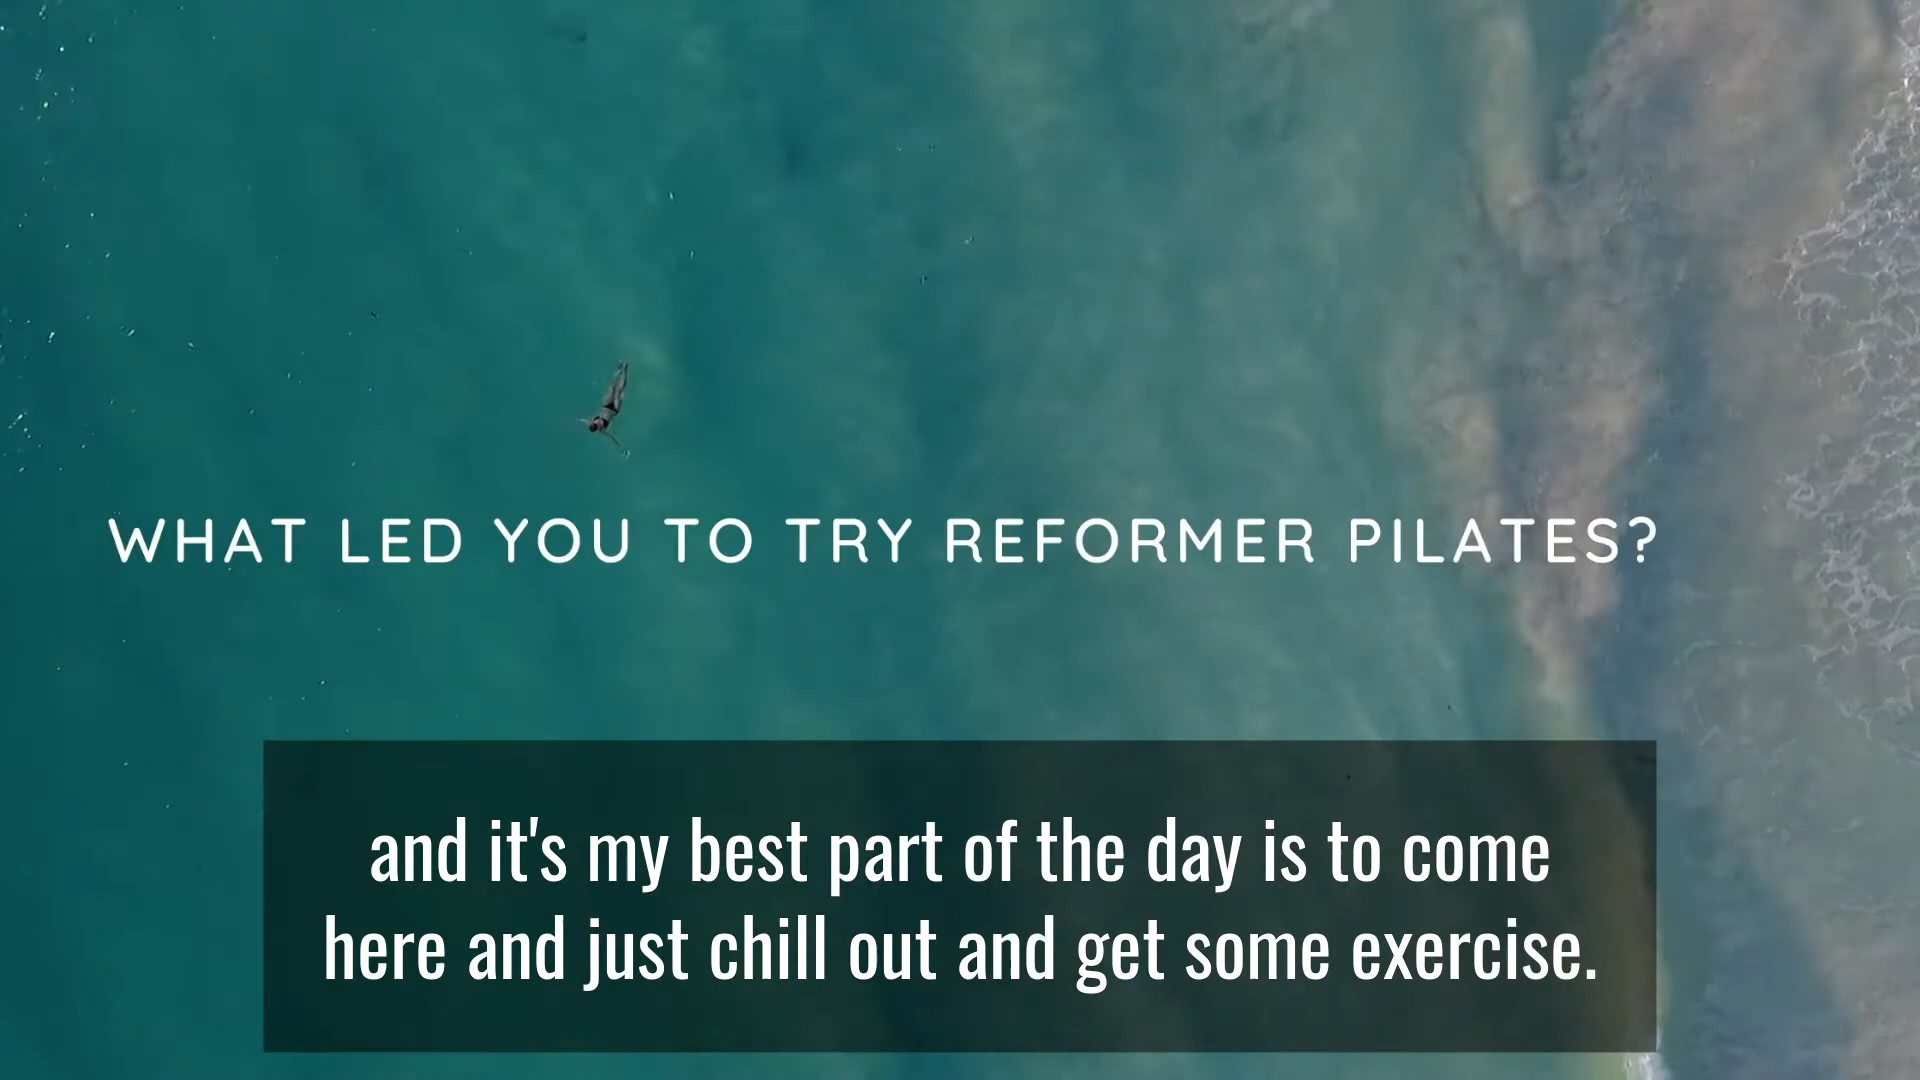 WHAT LED YOU TO TRY REFORMER PILATES?
and it's my best part of the day is to come
here and just chill out and get some exercise.